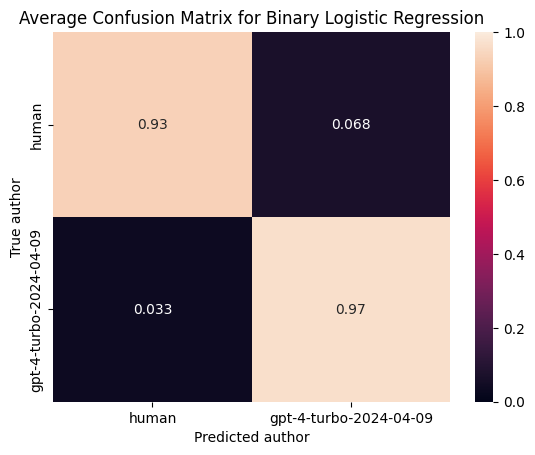 Average Confusion Matrix for Binary Logistic Regression
True author
human
gpt-4-turbo-2024-04-09
0.93
0.068
0.033
0.97
human
gpt-4-turbo-2024-04-09
Predicted author
1.0
0.8
0.6
0.4
0.2
0.0